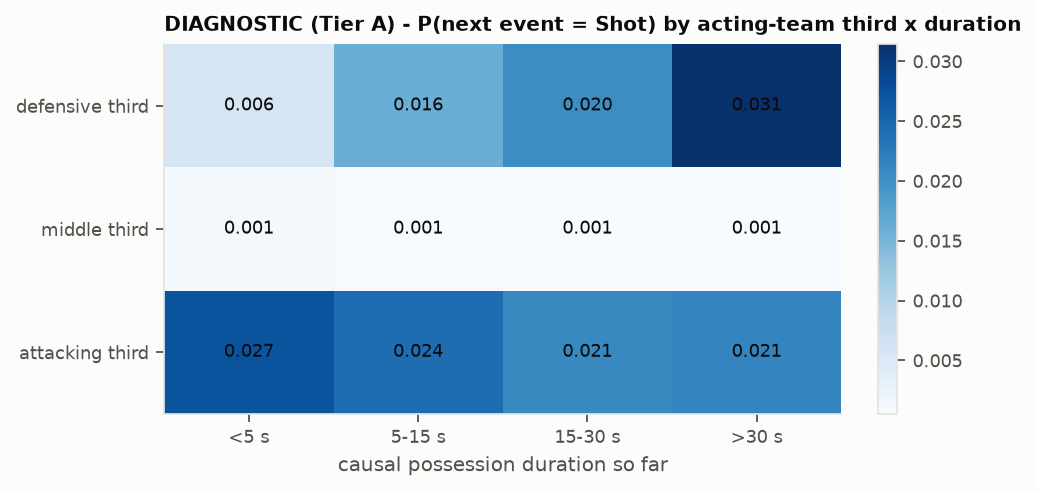 DIAGNOSTIC (Tier A) - P(next event = Shot) by acting-team third x duration
defensive third 0.006 0.016 0.020 0.031
middle third 0.001 0.001 0.001 0.001
attacking third 0.027 0.024 0.021 0.021
<5 s 5-15 s 15-30 s >30 s
causal possession duration so far
0.030
0.025
0.020
0.015
0.010
0.005